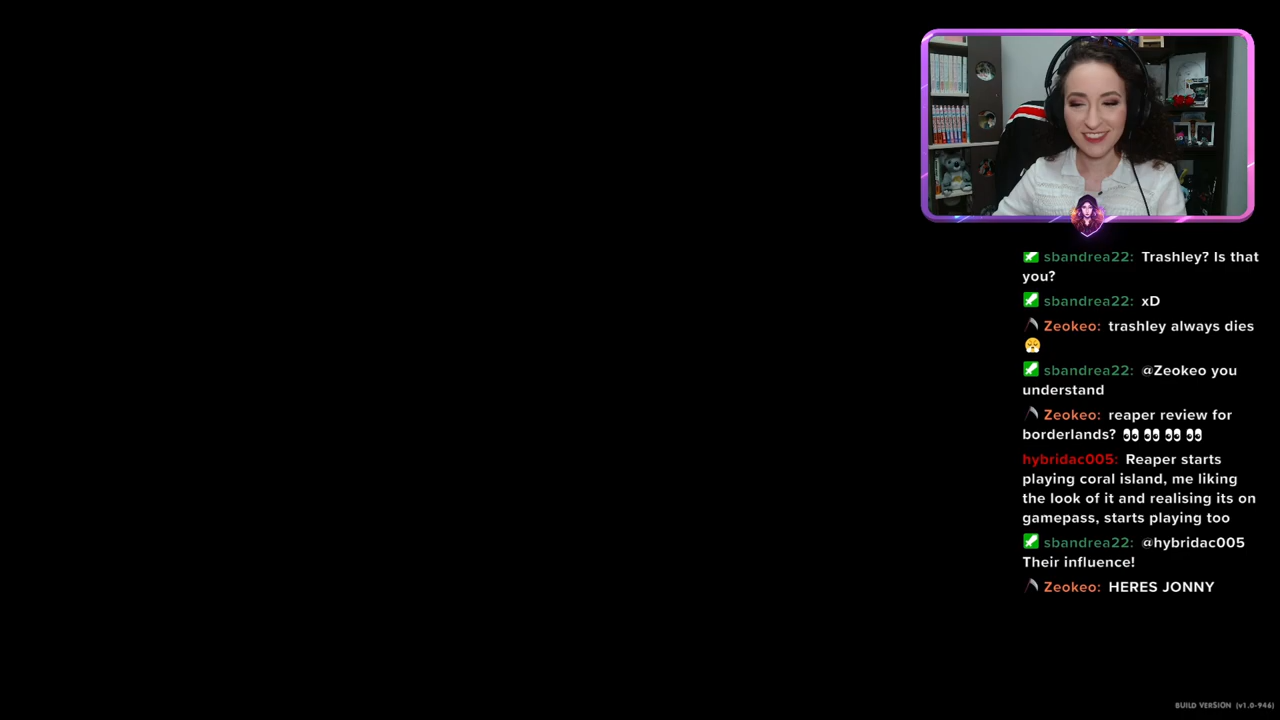 sbandrea22: Trashley? Is that
you?
sbandrea22: xD
Zeokeo: trashley always dies
sbandrea22: @Zeokeo you
understand
Zeokeo: reaper review for
borderlands? 👀 👀 👀 👀
hybridac005: Reaper starts
playing coral island, me liking
the look of it and realising its on
gamepass, starts playing too
sbandrea22: @hybridac005
Their influence!
Zeokeo: HERES JONNY
BUILD VERSION (v1.0-946)